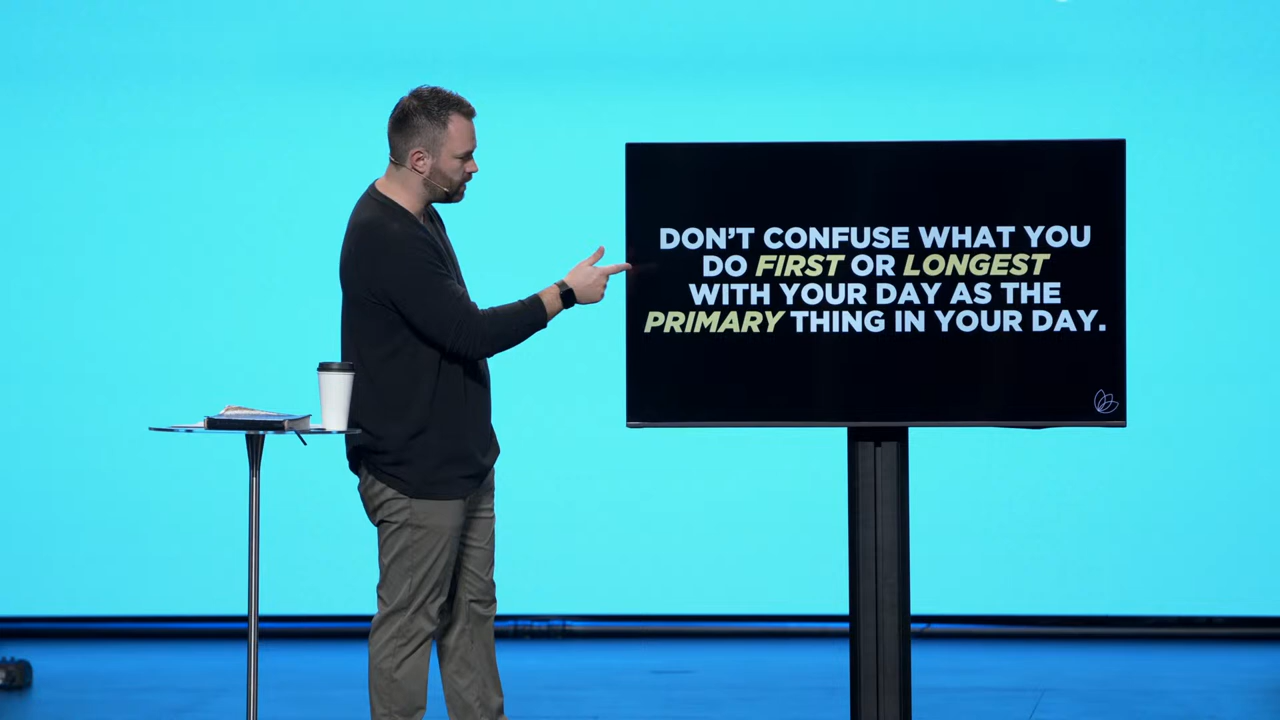 DON'T CONFUSE WHAT YOU
DO FIRST OR LONGEST
WITH YOUR DAY AS THE
PRIMARY THING IN YOUR DAY.